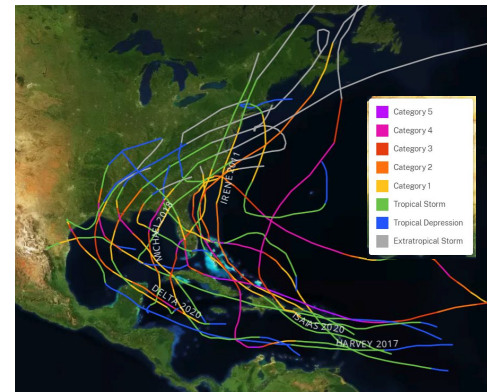 Category 5
Category 4
Category 3
Category 2
Category 1
Tropical Storm
Tropical Depression
Extratropical Storm
IRENE 2011
MICHAEL 2018
DELTA 2020
ISAIAS 2020
HARVEY 2017